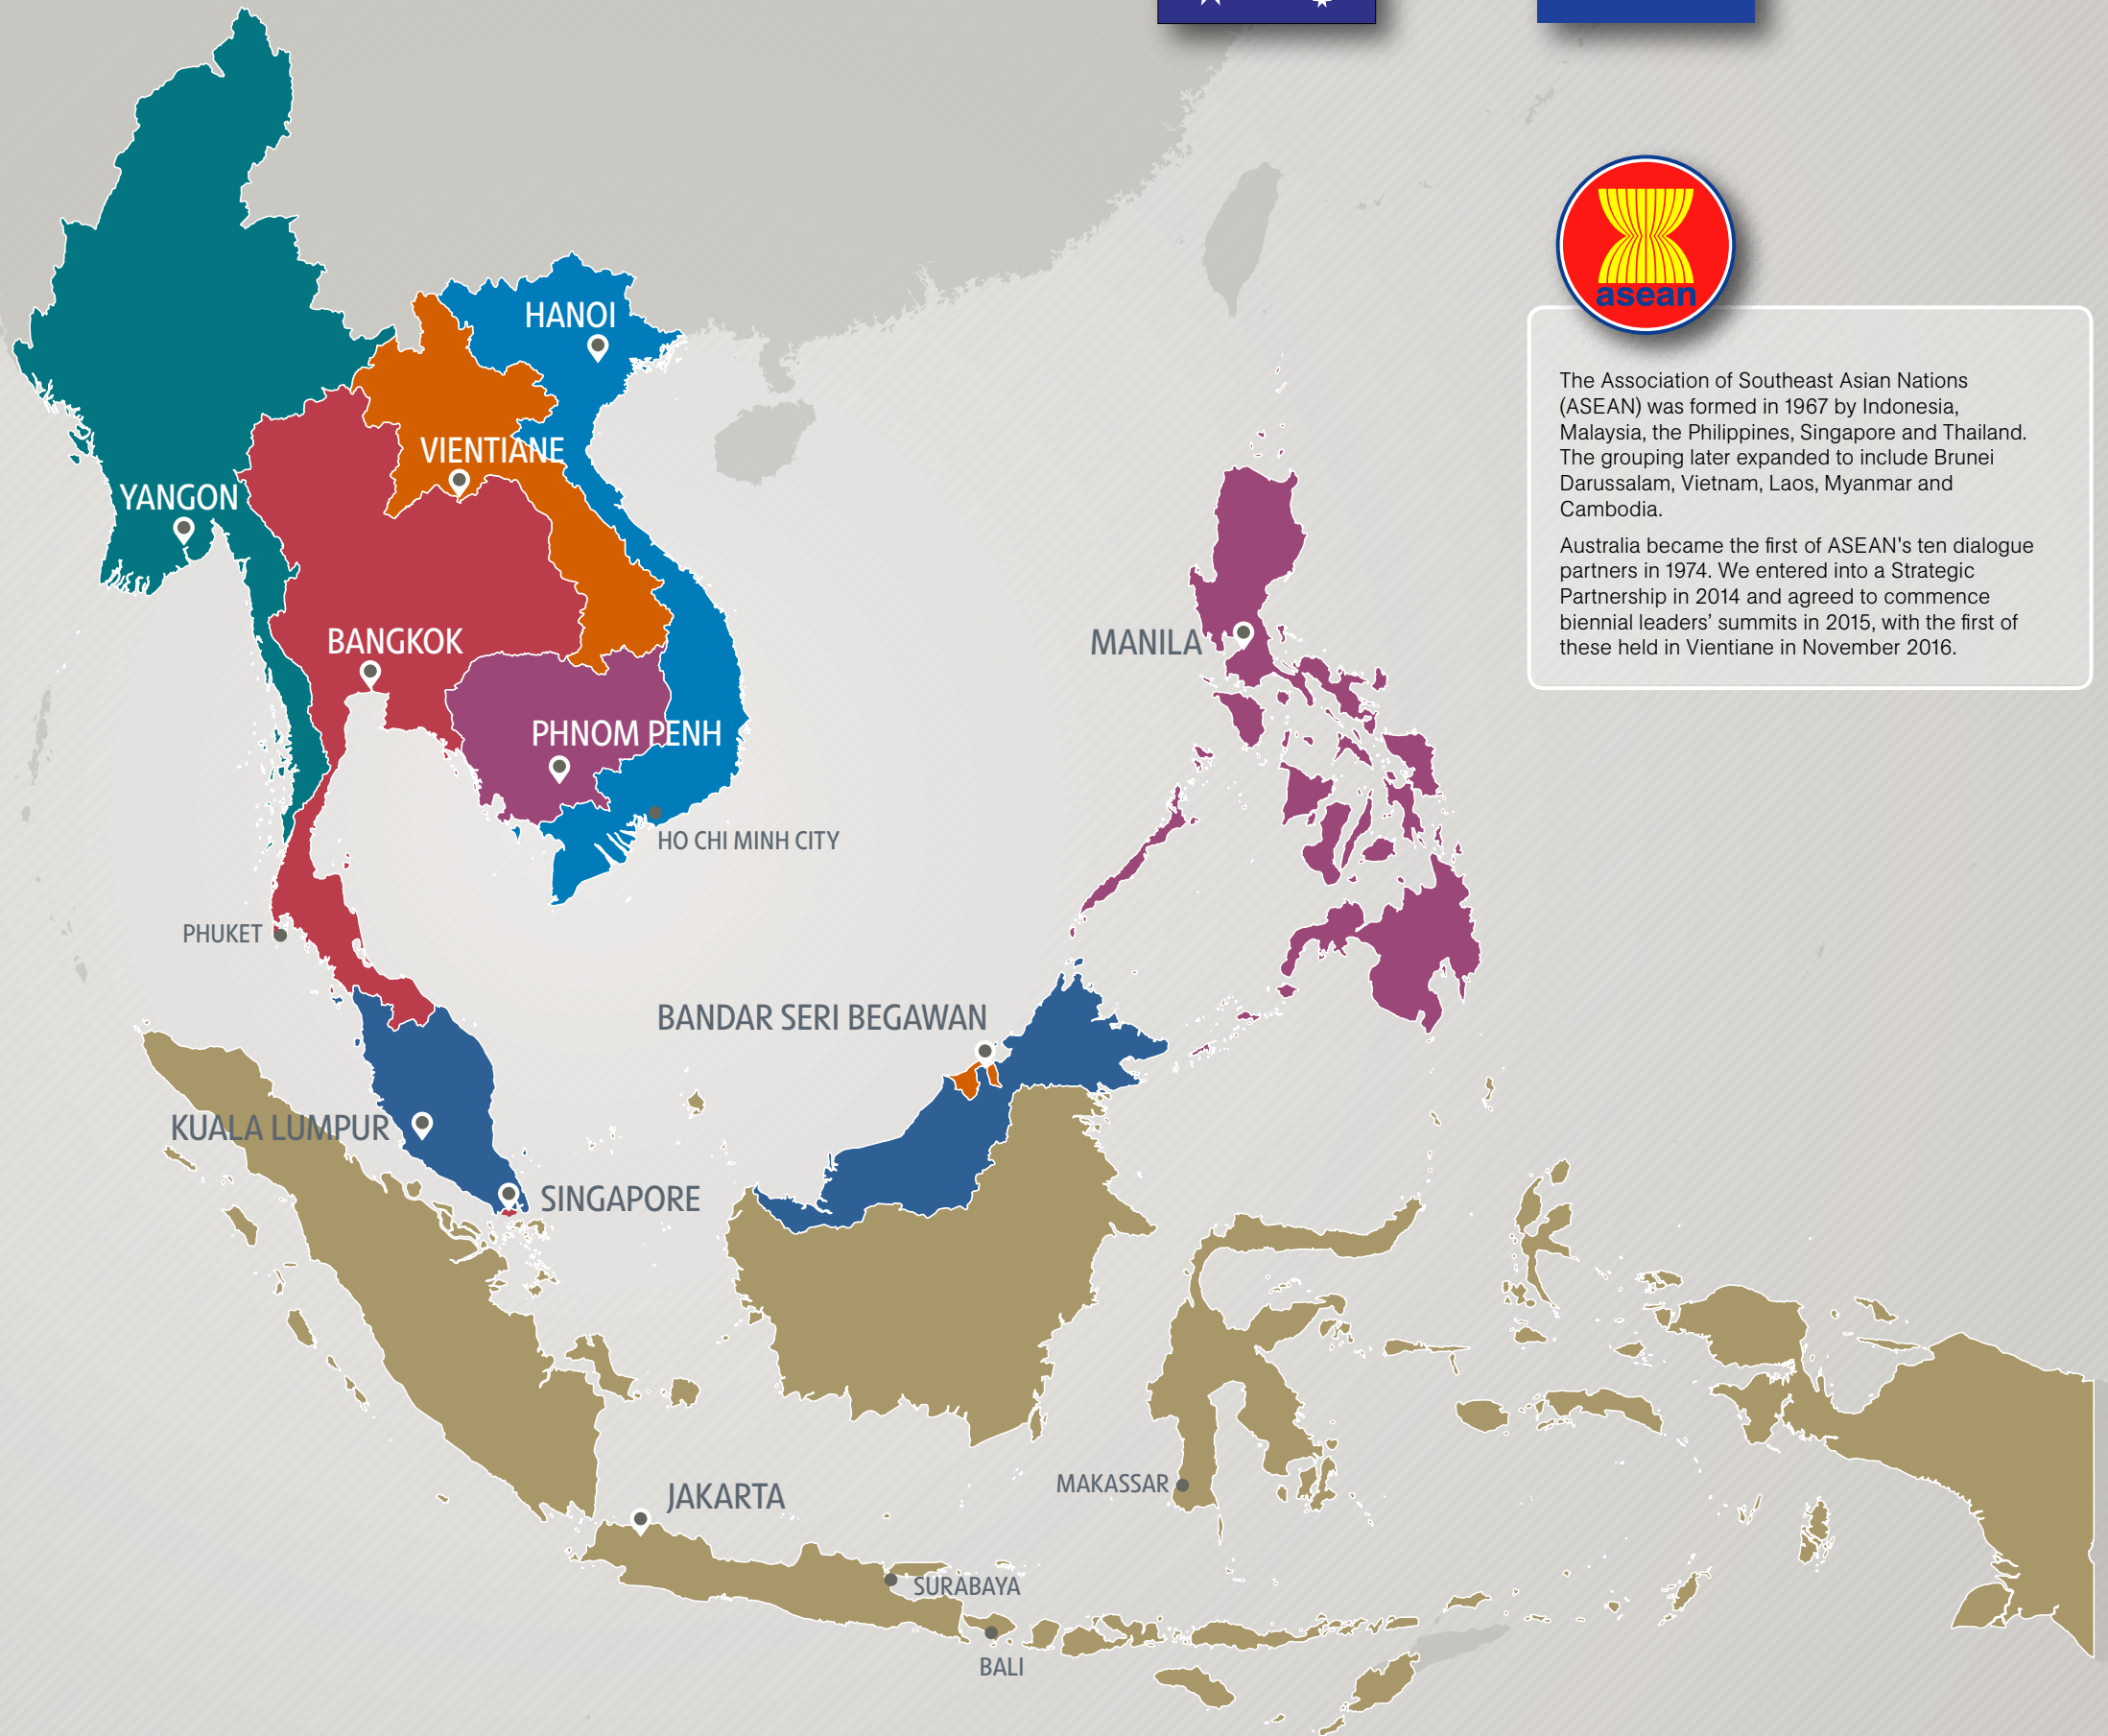 asean
The Association of Southeast Asian Nations
(ASEAN) was formed in 1967 by Indonesia,
Malaysia, the Philippines, Singapore and Thailand.
The grouping later expanded to include Brunei
Darussalam, Vietnam, Laos, Myanmar and
Cambodia.
Australia became the first of ASEAN's ten dialogue
partners in 1974. We entered into a Strategic
Partnership in 2014 and agreed to commence
biennial leaders’ summits in 2015, with the first of
these held in Vientiane in November 2016.
HANOI
VIENTIANE
YANGON
BANGKOK
MANILA
PHNOM PENH
HO CHI MINH CITY
PHUKET
BANDAR SERI BEGAWAN
KUALA LUMPUR
SINGAPORE
MAKASSAR
JAKARTA
SURABAYA
BALI